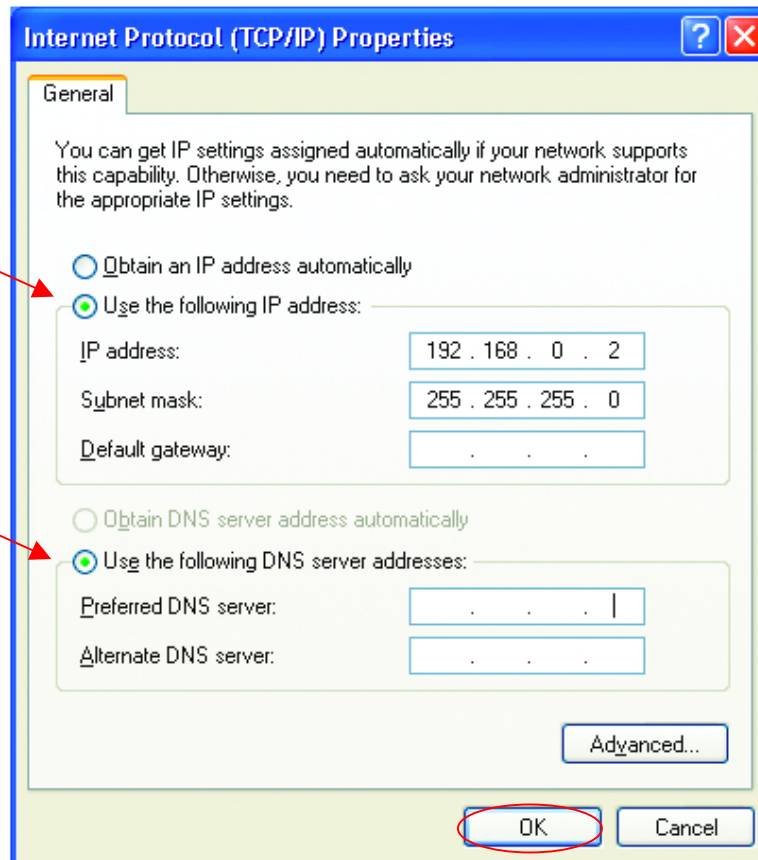 Internet Protocol (TCP/IP) Properties
General
You can get IP settings assigned automatically if your network supports
this capability. Otherwise, you need to ask your network administrator for
the appropriate IP settings.
Obtain an IP address automatically
Use the following IP address:
IP address: 192 . 168 . 0 . 2
Subnet mask: 255 . 255 . 255 . 0
Default gateway: . . .
Obtain DNS server address automatically
Use the following DNS server addresses:
Preferred DNS server: . . .
Alternate DNS server: . . .
Advanced...
OK Cancel